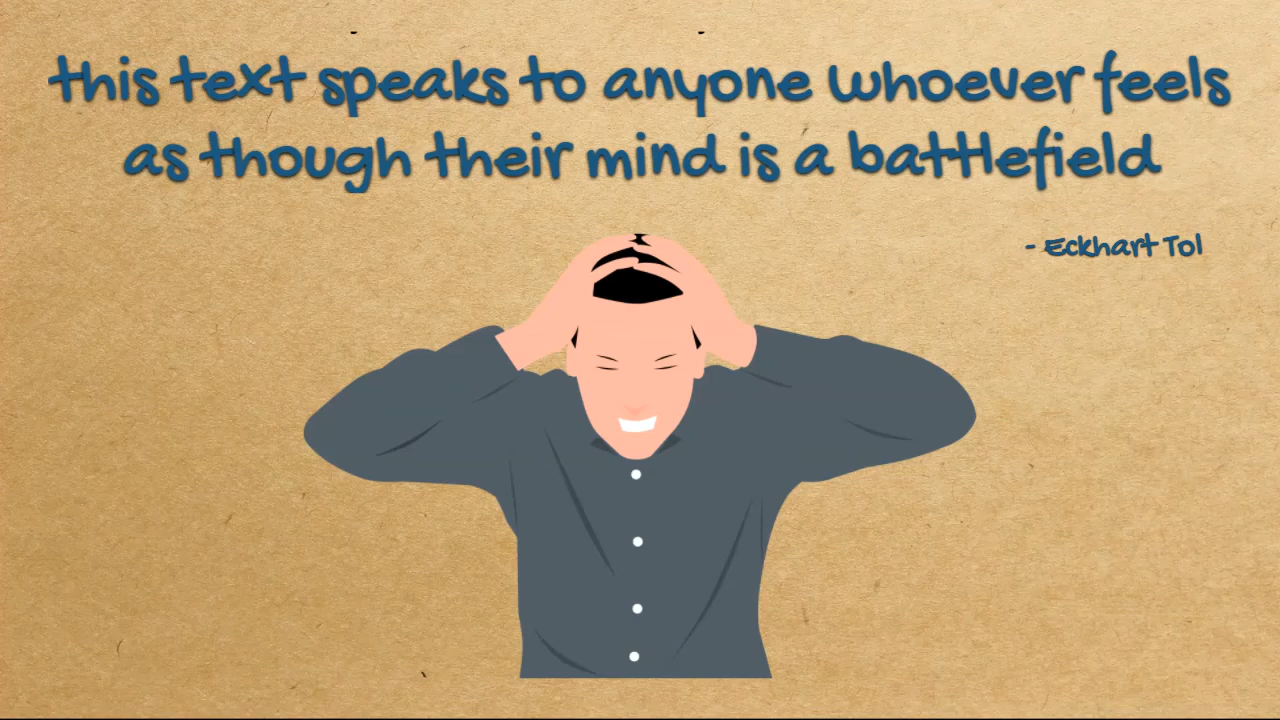 this text speaks to anyone whoever feels
as though their mind is a battlefield
- Eckhart Tol